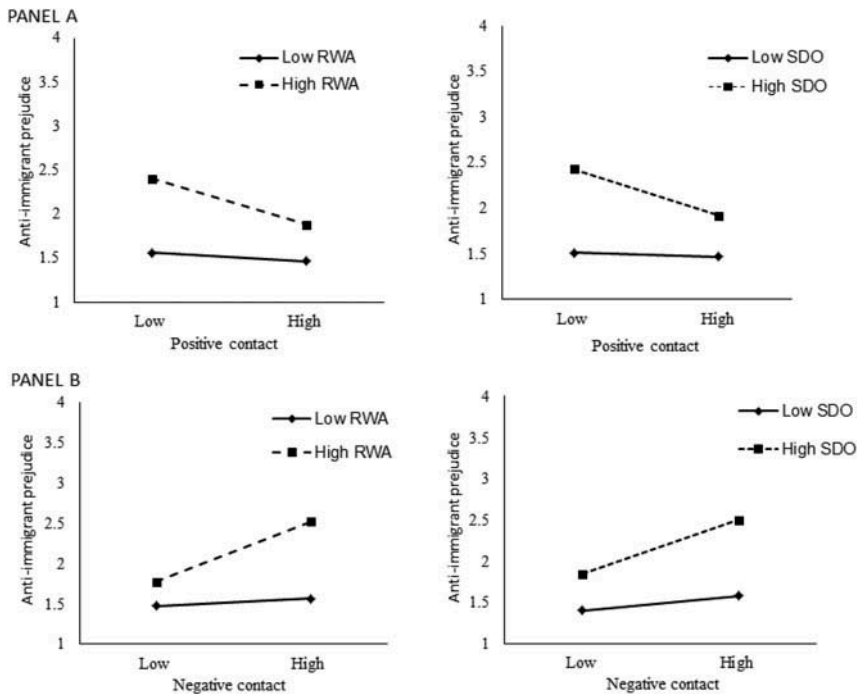 PANEL A
Anti-immigrant prejudice
4
3.5
3
2.5
2
1.5
1
Low RWA
High RWA
Low
High
Positive contact
Anti-immigrant prejudice
4
3.5
3
2.5
2
1.5
1
Low SDO
High SDO
Low
High
Positive contact
PANEL B
Anti-immigrant prejudice
4
3.5
3
2.5
2
1.5
1
Low RWA
High RWA
Low
High
Negative contact
Anti-immigrant prejudice
4
3.5
3
2.5
2
1.5
1
Low SDO
High SDO
Low
High
Negative contact